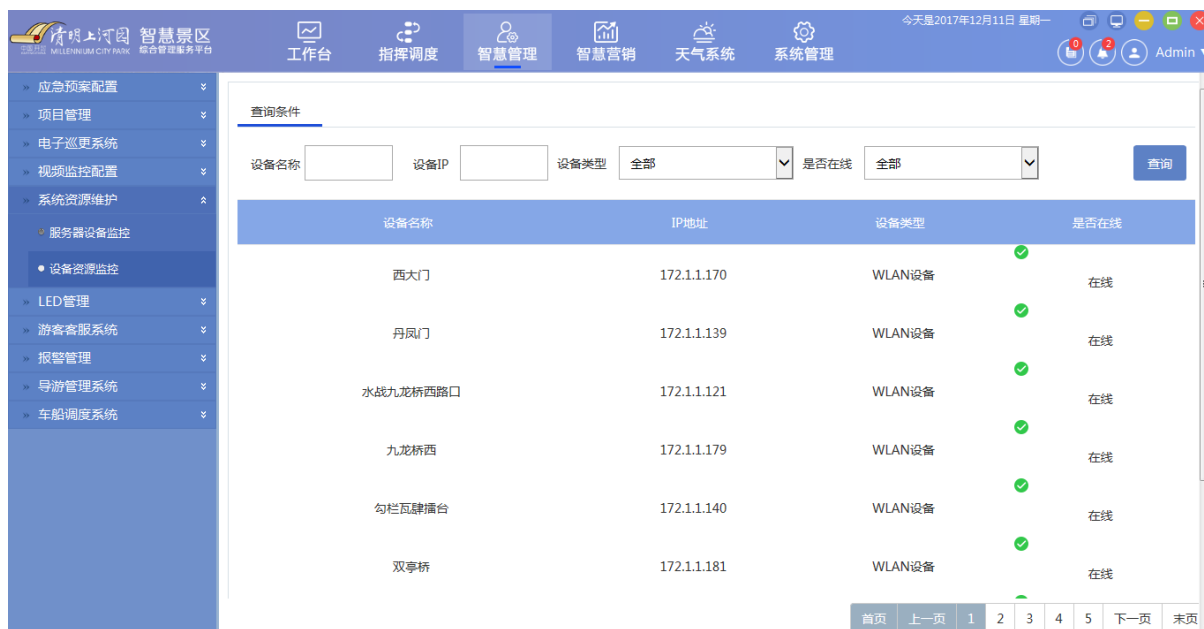 清明上河园 智慧景区
MILLENNIUM CITY PARK 综合管理服务平台
工作台 指挥调度 智慧管理 智慧营销 天气系统 系统管理
今天是2017年12月11日 星期一
0 2 Admin
应急预案配置
项目管理
电子巡更系统
视频监控配置
系统资源维护
服务器设备监控
设备资源监控
LED管理
游客客服系统
报警管理
导游管理系统
车船调度系统
查询条件
设备名称 设备IP 设备类型 全部 是否在线 全部 查询
设备名称 IP地址 设备类型 是否在线
西大门 172.1.1.170 WLAN设备 在线
丹凤门 172.1.1.139 WLAN设备 在线
水战九龙桥西路口 172.1.1.121 WLAN设备 在线
九龙桥西 172.1.1.179 WLAN设备 在线
勾栏瓦肆擂台 172.1.1.140 WLAN设备 在线
双亭桥 172.1.1.181 WLAN设备 在线
首页 上一页 1 2 3 4 5 下一页 末页